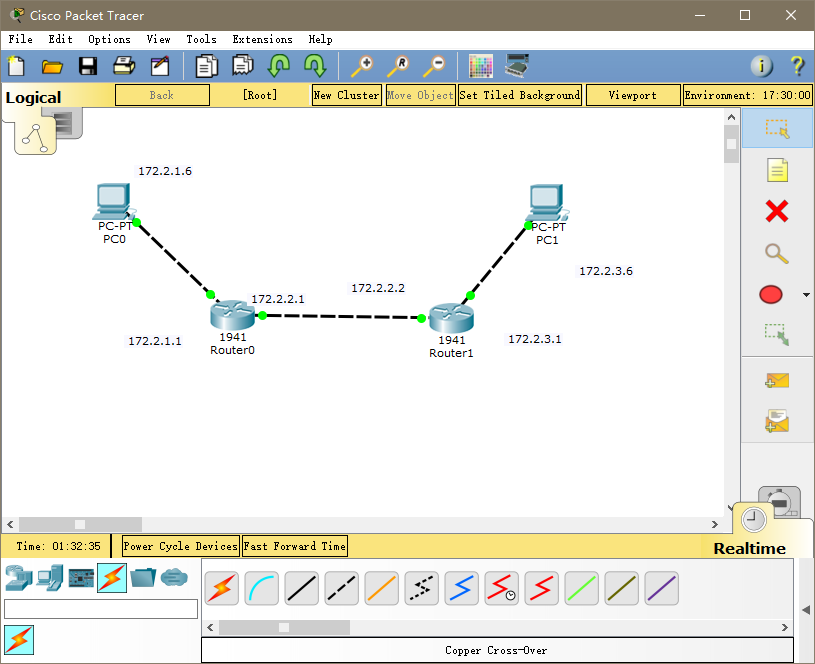 Cisco Packet Tracer
File Edit Options View Tools Extensions Help
R i ?
Logical Back [Root] New Cluster Move Object Set Tiled Background Viewport Environment: 17:30:00
172.2.1.6
PC-PT
PC0
PC-PT
PC1
172.2.3.6
172.2.2.1
172.2.2.2
172.2.1.1
1941
Router0
1941
Router1
172.2.3.1
Time: 01:32:35 Power Cycle Devices Fast Forward Time
Realtime
Copper Cross-Over